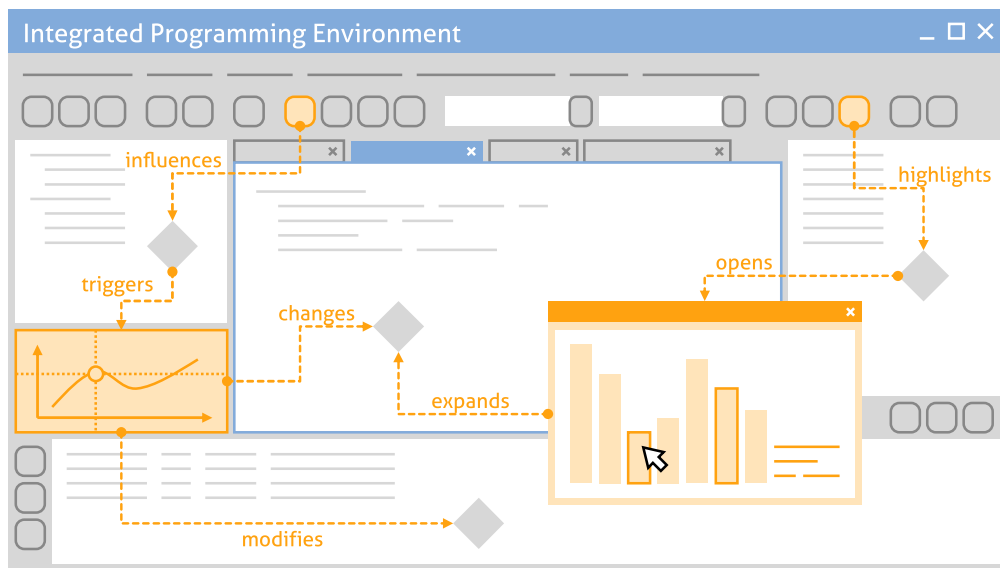 Integrated Programming Environment
influences
highlights
opens
triggers
changes
expands
modifies